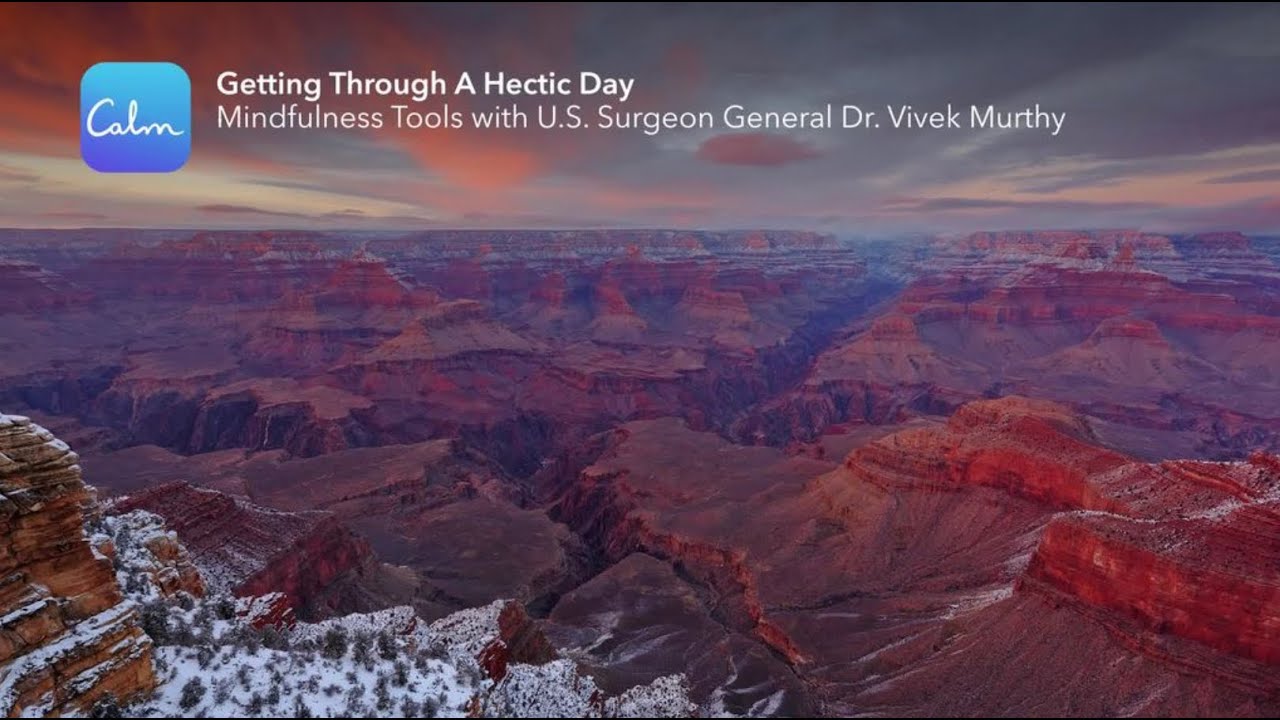 Calm
Getting Through A Hectic Day
Mindfulness Tools with U.S. Surgeon General Dr. Vivek Murthy